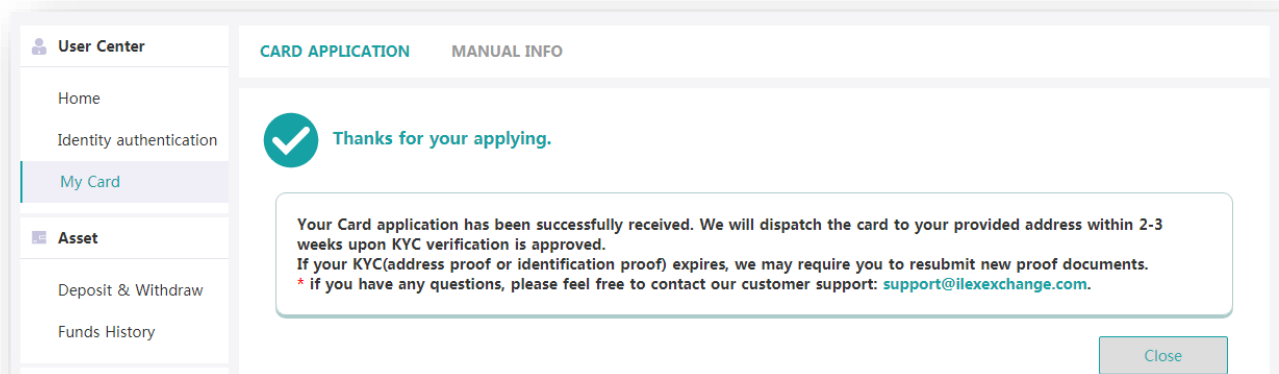 User Center
Home
Identity authentication
My Card
Asset
Deposit & Withdraw
Funds History
CARD APPLICATION MANUAL INFO
Thanks for your applying.
Your Card application has been successfully received. We will dispatch the card to your provided address within 2-3
weeks upon KYC verification is approved.
If your KYC(address proof or identification proof) expires, we may require you to resubmit new proof documents.
* if you have any questions, please feel free to contact our customer support: support@ilexexchange.com.
Close